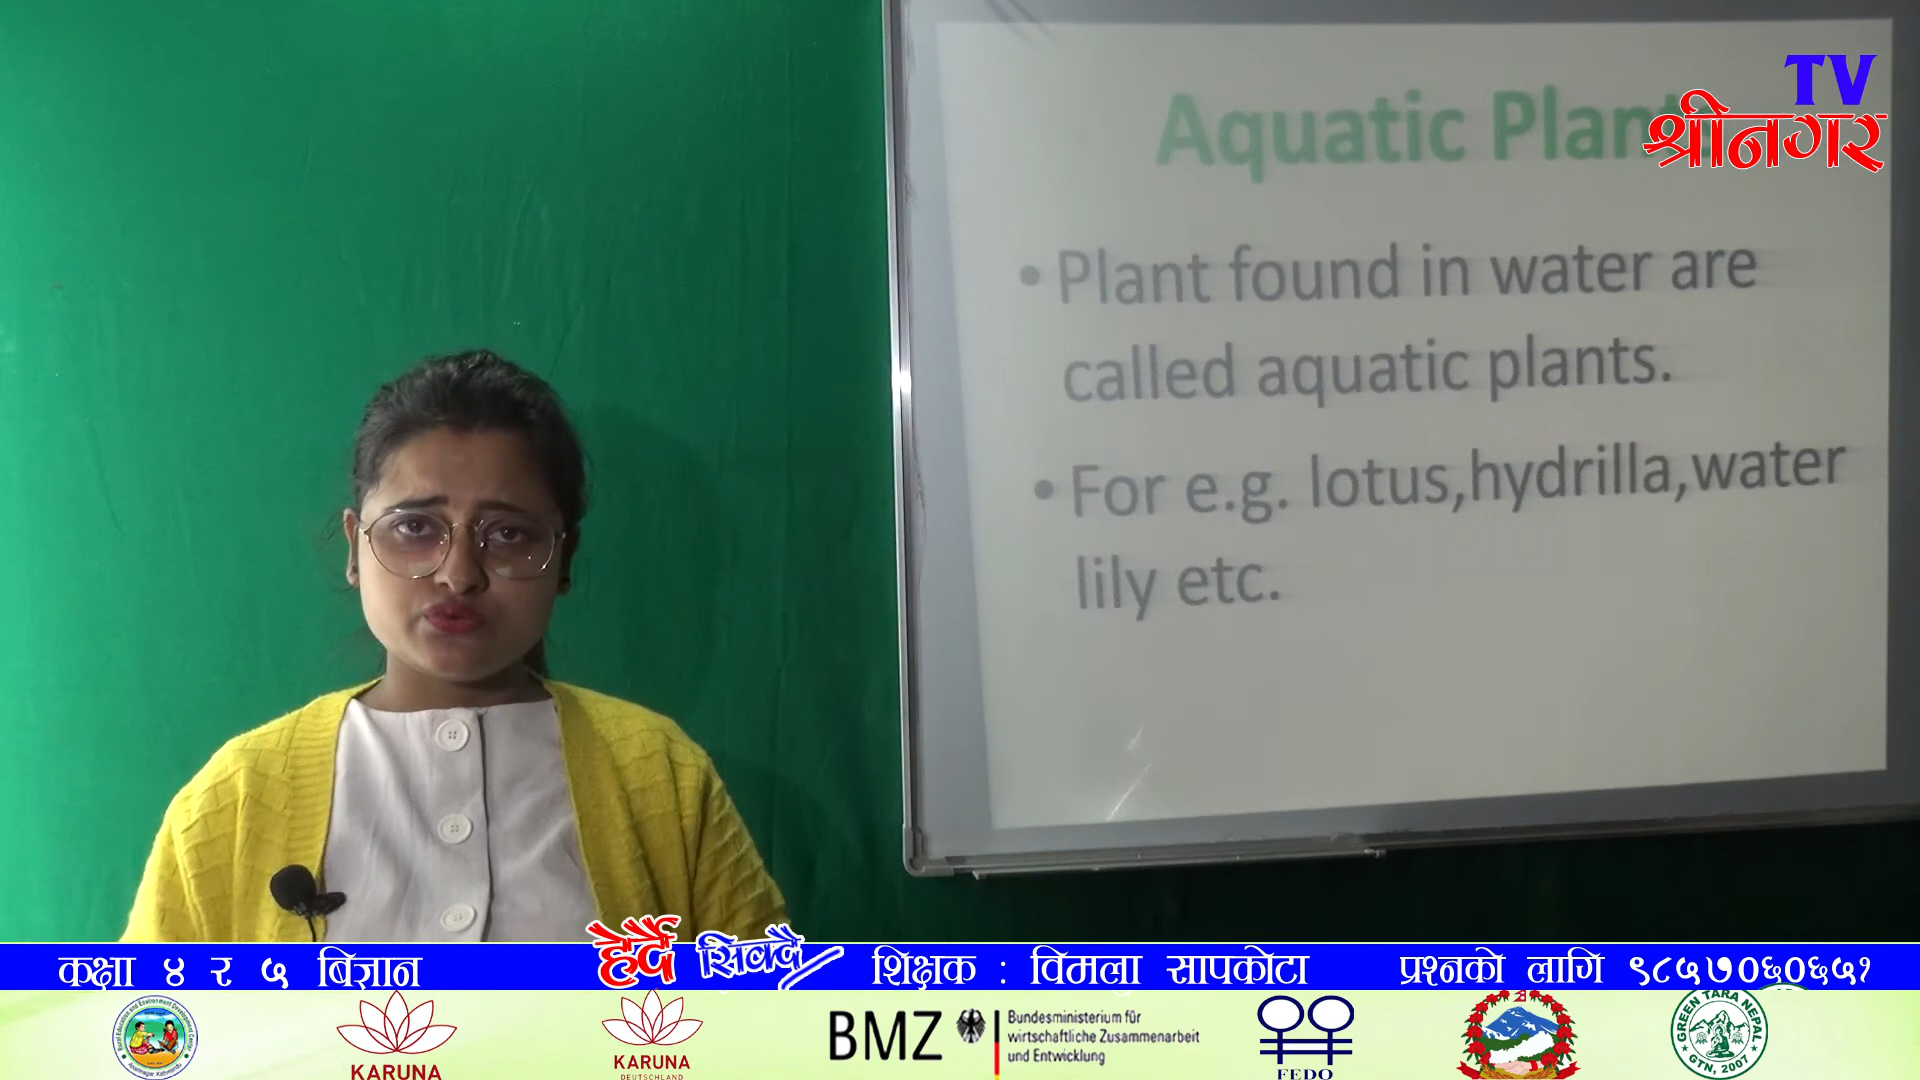 TV
श्रीनगर
Aquatic Plant
• Plant found in water are
called aquatic plants.
• For e.g. lotus,hydrilla,water
lily etc.
कक्षा ४ र ५ बिज्ञान
हेर्दै सिक्दै
शिक्षक : विमला सापकोटा
प्रश्नको लागि ९८५७०६०६५१
KARUNA
KARUNA
DEUTSCHLAND
BMZ
Bundesministerium für
wirtschaftliche Zusammenarbeit
und Entwicklung
FEDO
GREEN TARA NEPAL
GTN, 2007